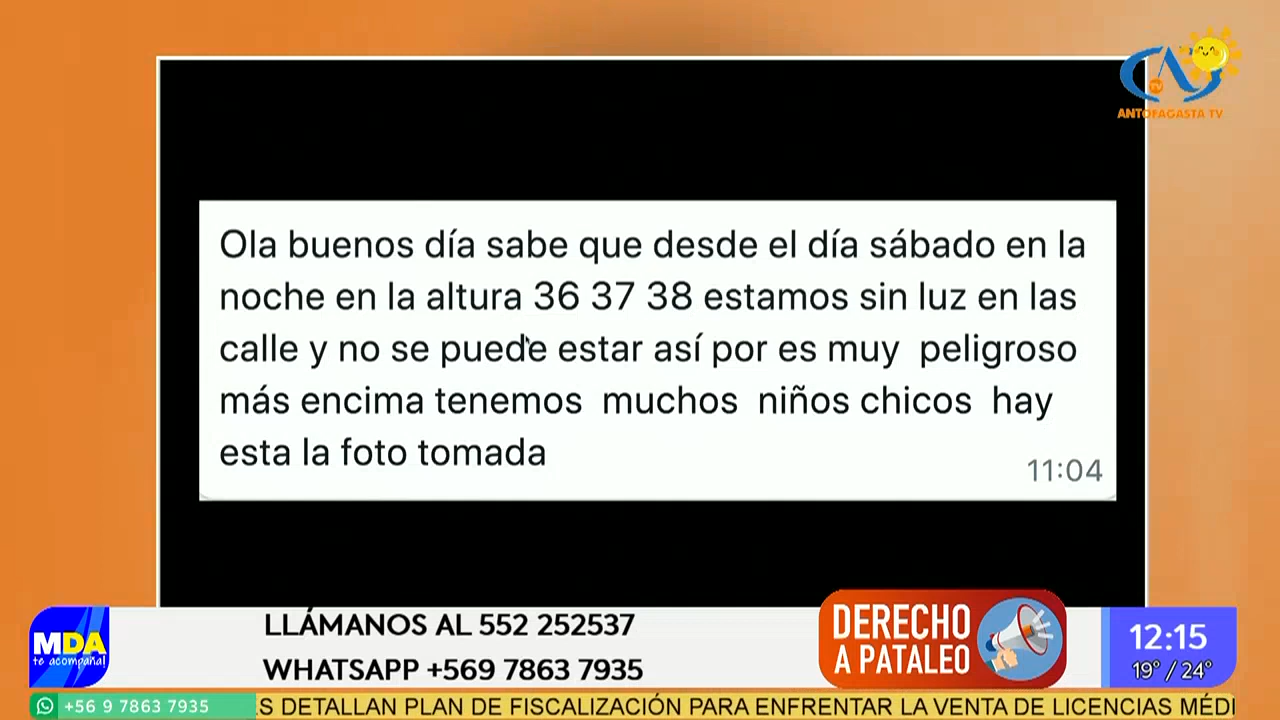 TV
ANTOFAGASTA TV
Ola buenos día sabe que desde el día sábado en la
noche en la altura 36 37 38 estamos sin luz en las
calle y no se puede estar así por es muy peligroso
más encima tenemos muchos niños chicos hay
esta la foto tomada
11:04
MDA
te acompaña!
LLÁMANOS AL 552 252537
WHATSAPP +569 7863 7935
DERECHO
A PATALEO
12:15
19° / 24°
+56 9 7863 7935
S DETALLAN PLAN DE FISCALIZACIÓN PARA ENFRENTAR LA VENTA DE LICENCIAS MÉDI